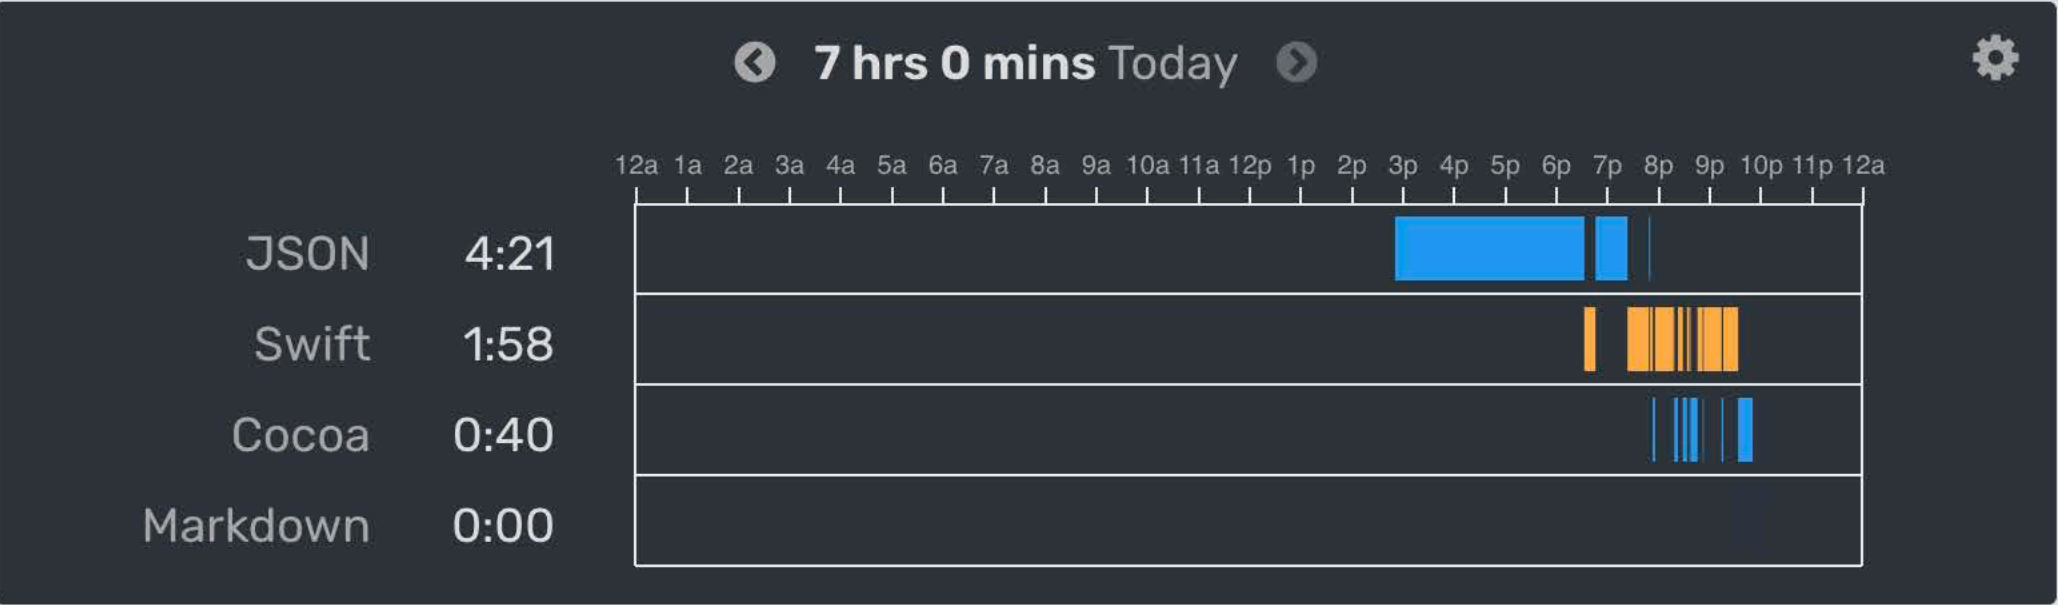 7 hrs 0 mins Today
12a 1a 2a 3a 4a 5a 6a 7a 8a 9a 10a 11a 12p 1p 2p 3p 4p 5p 6p 7p 8p 9p 10p 11p 12a
JSON 4:21
Swift 1:58
Cocoa 0:40
Markdown 0:00